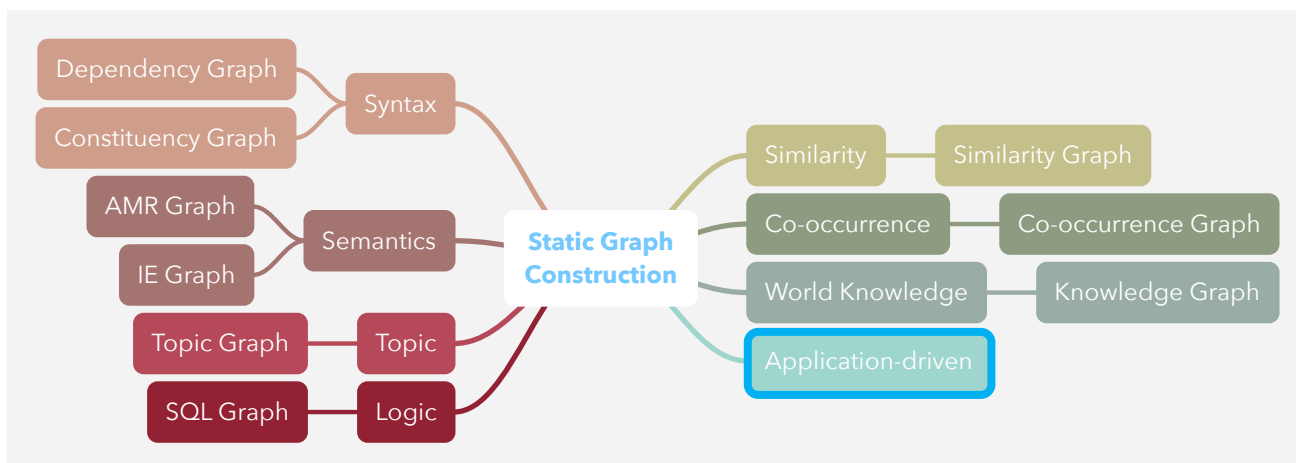 Dependency Graph
Constituency Graph
Syntax
AMR Graph
IE Graph
Semantics
Topic Graph
Topic
SQL Graph
Logic
Static Graph
Construction
Similarity
Similarity Graph
Co-occurrence
Co-occurrence Graph
World Knowledge
Knowledge Graph
Application-driven